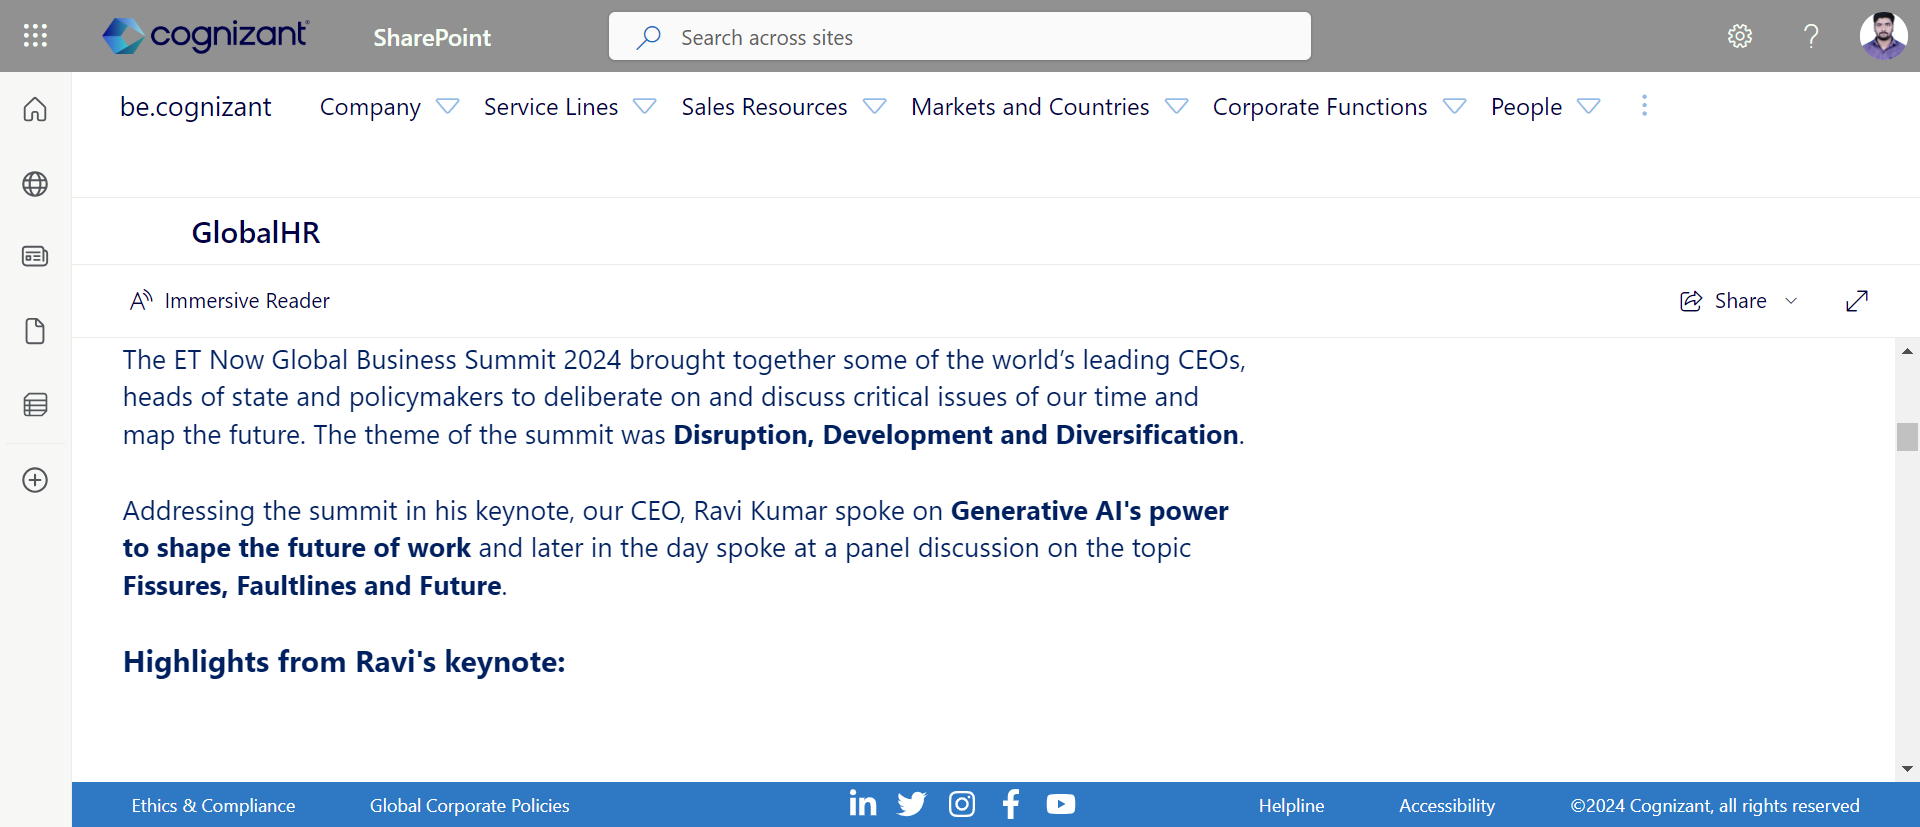 cognizant
SharePoint
Search across sites
be.cognizant
Company
Service Lines
Sales Resources
Markets and Countries
Corporate Functions
People
GlobalHR
Immersive Reader
Share
The ET Now Global Business Summit 2024 brought together some of the world’s leading CEOs,
heads of state and policymakers to deliberate on and discuss critical issues of our time and
map the future. The theme of the summit was Disruption, Development and Diversification.
Addressing the summit in his keynote, our CEO, Ravi Kumar spoke on Generative AI's power
to shape the future of work and later in the day spoke at a panel discussion on the topic
Fissures, Faultlines and Future.
Highlights from Ravi's keynote:
Ethics & Compliance
Global Corporate Policies
Helpline
Accessibility
©2024 Cognizant, all rights reserved